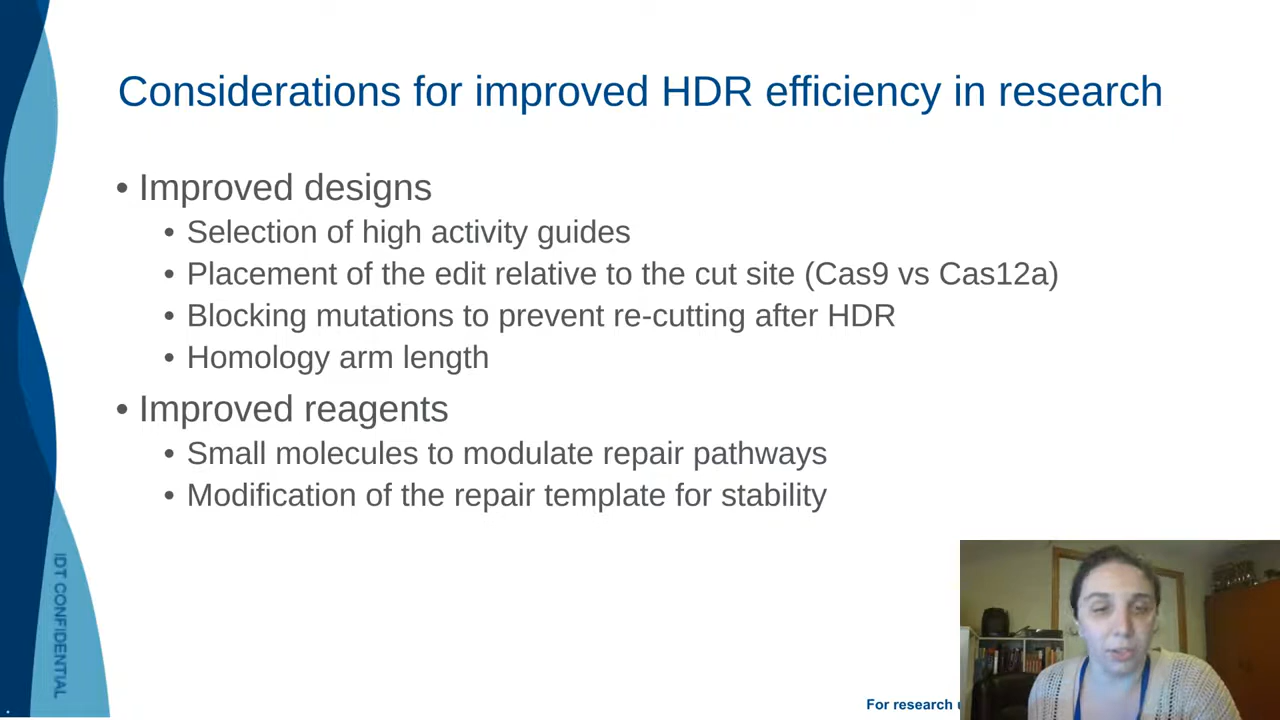 Considerations for improved HDR efficiency in research
• Improved designs
• Selection of high activity guides
• Placement of the edit relative to the cut site (Cas9 vs Cas12a)
• Blocking mutations to prevent re-cutting after HDR
• Homology arm length
• Improved reagents
• Small molecules to modulate repair pathways
• Modification of the repair template for stability
IDT CONFIDENTIAL
For research